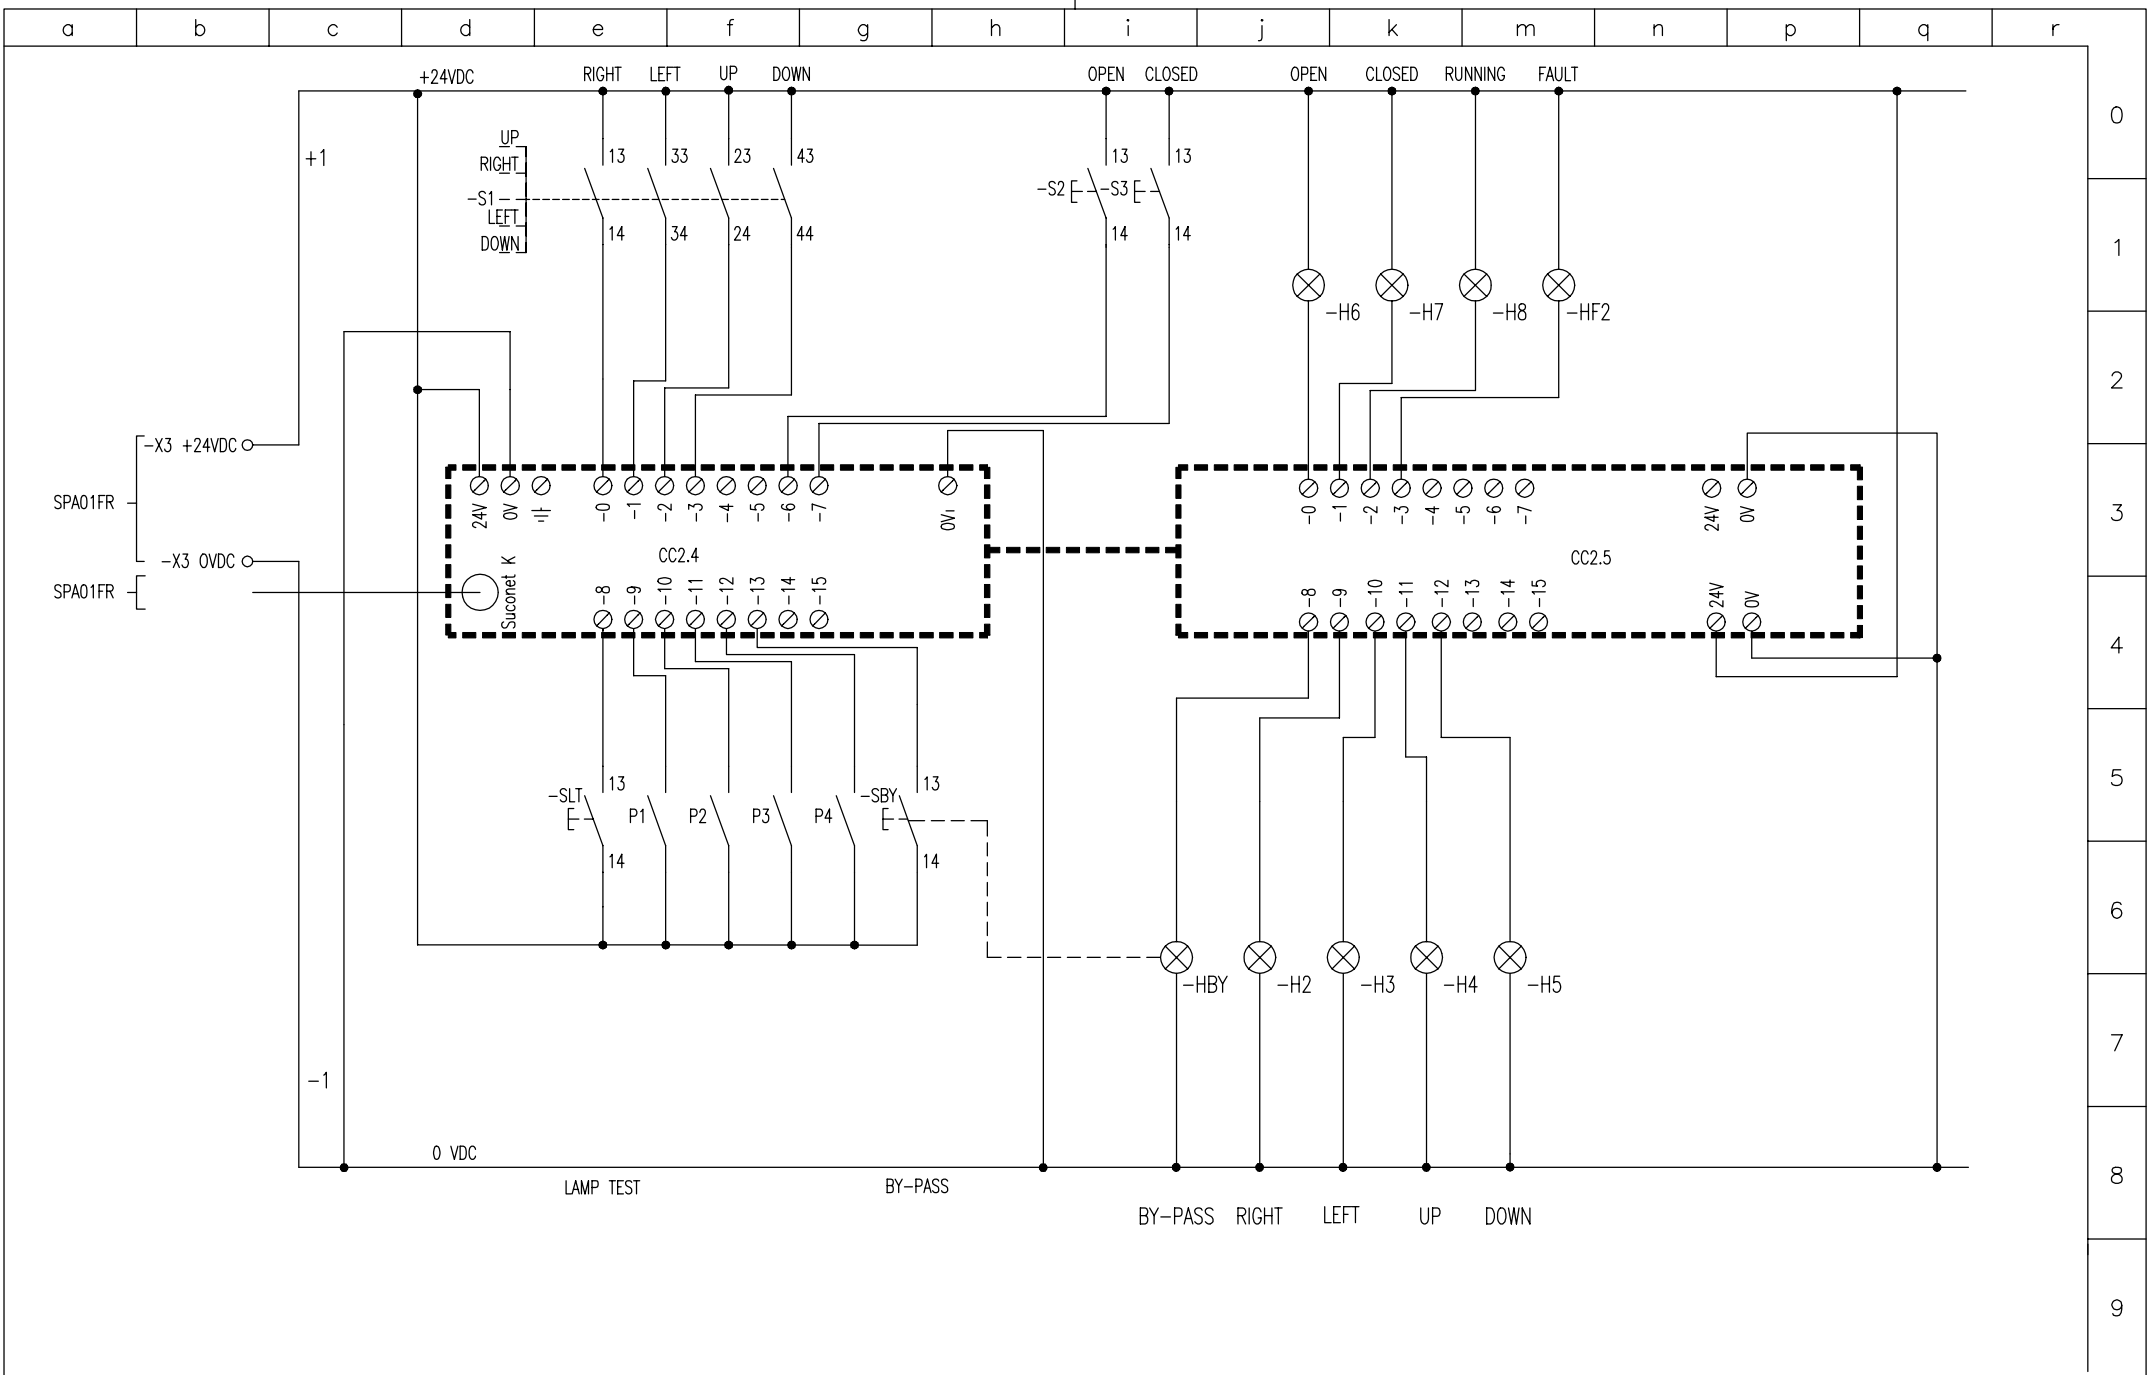 a b c d e f g h i j k l m n p q r
+24VDC RIGHT LEFT UP DOWN OPEN CLOSED OPEN CLOSED RUNNING FAULT
0
+1
UP
RIGHT
-S1
LEFT
DOWN
13 33 23 43
14 34 24 44
-S2 -S3
13 13
14 14
1
-H6 -H7 -H8 -HF2
2
-X3 +24VDC
SPA01FR
-X3 0VDC
SPA01FR
24V 0V -0 -1 -2 -3 -4 -5 -6 -7 0VI
Suconet K
CC2.4
-8 -9 -10 -11 -12 -13 -14 -15
-0 -1 -2 -3 -4 -5 -6 -7 24V 0V
CC2.5
-8 -9 -10 -11 -12 -13 -14 -15 24V 0V
3
4
5
-SLT 13 P1 P2 P3 P4 -SBY 13
14 14
6
-HBY -H2 -H3 -H4 -H5
7
-1
0 VDC
8
LAMP TEST BY-PASS
BY-PASS RIGHT LEFT UP DOWN
9